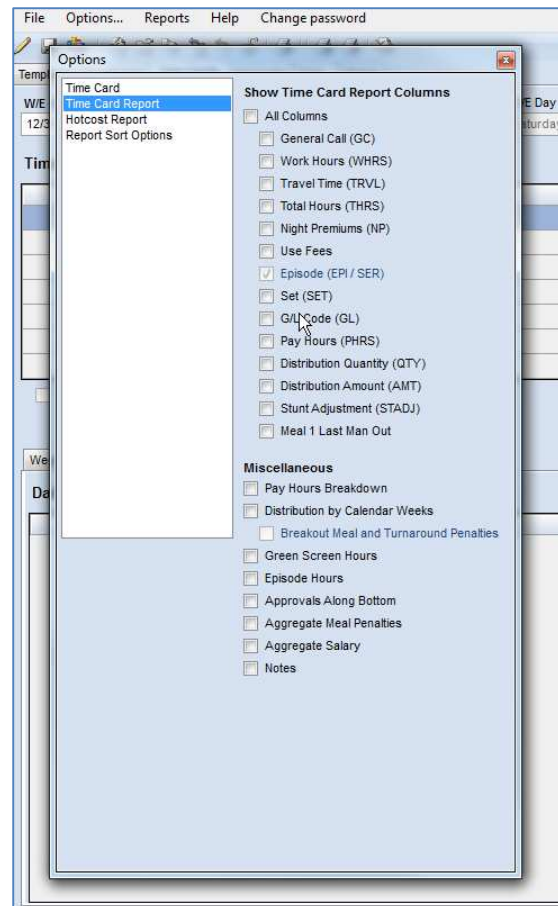 File Options... Reports Help Change password
Options
Templ
W/E
E Day
12/3
aturday
Tim
Time Card
Time Card Report
Hotcost Report
Report Sort Options
Show Time Card Report Columns
All Columns
General Call (GC)
Work Hours (WHRS)
Travel Time (TRVL)
Total Hours (THRS)
Night Premiums (NP)
Use Fees
Episode (EPI / SER)
Set (SET)
G/L Code (GL)
Pay Hours (PHRS)
Distribution Quantity (QTY)
Distribution Amount (AMT)
Stunt Adjustment (STADJ)
Meal 1 Last Man Out
We
Da
Miscellaneous
Pay Hours Breakdown
Distribution by Calendar Weeks
Breakout Meal and Turnaround Penalties
Green Screen Hours
Episode Hours
Approvals Along Bottom
Aggregate Meal Penalties
Aggregate Salary
Notes